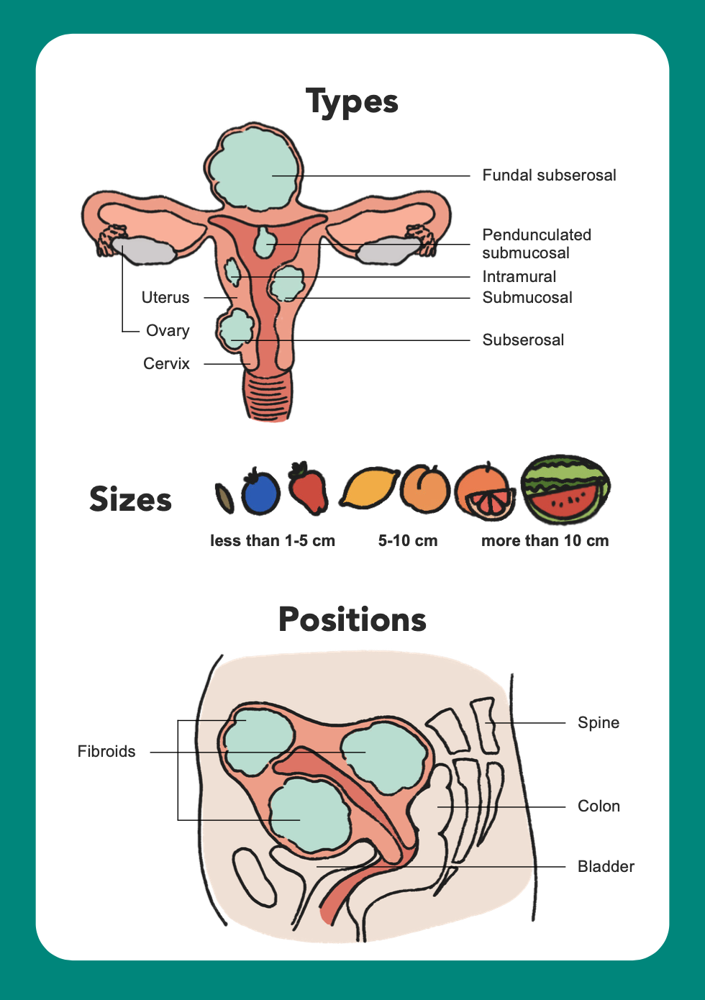 Types
Fundal subserosal
Pendunculated
submucosal
Intramural
Uterus
Submucosal
Ovary
Subserosal
Cervix
Sizes
less than 1-5 cm
5-10 cm
more than 10 cm
Positions
Spine
Fibroids
Colon
Bladder